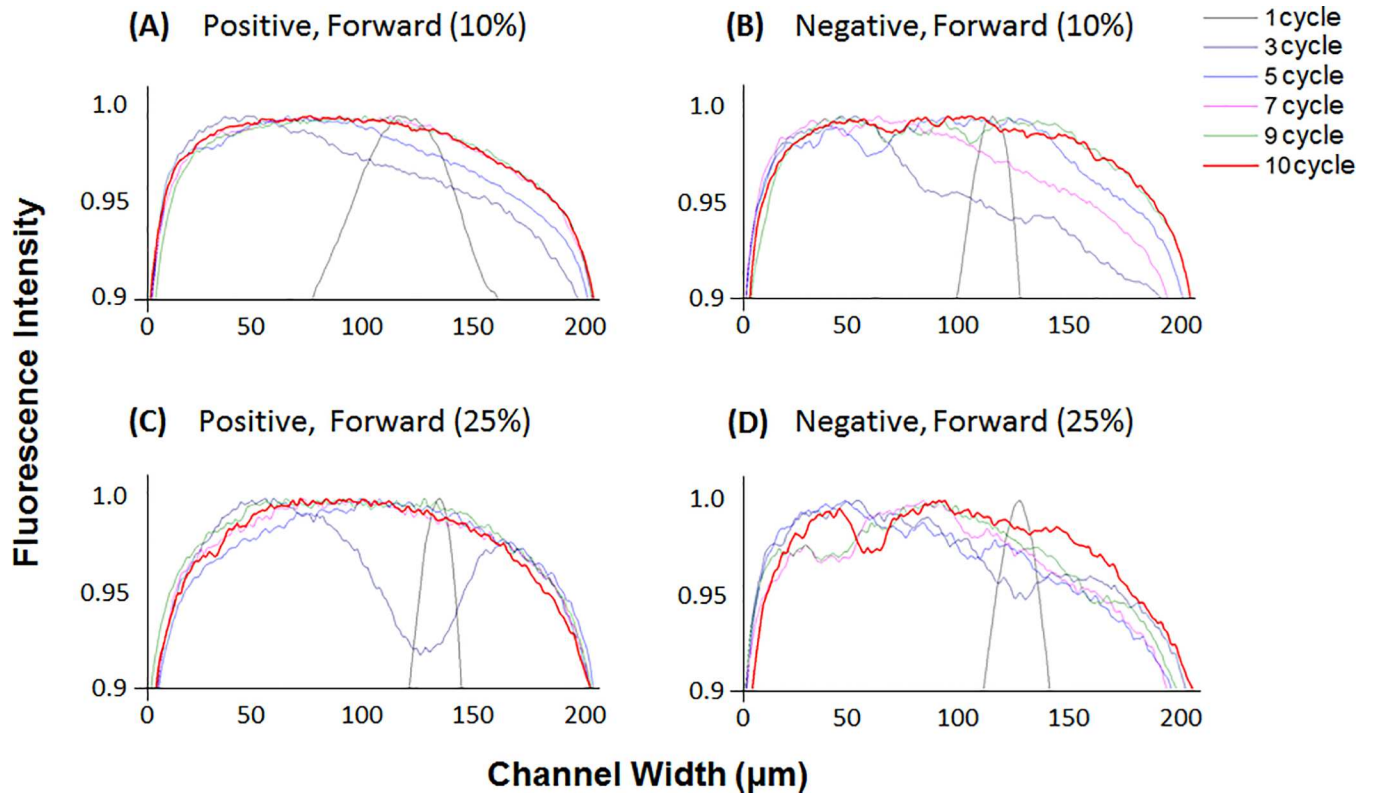 (A) Positive, Forward (10%)
(B) Negative, Forward (10%)
1 cycle
3 cycle
5 cycle
7 cycle
9 cycle
10 cycle
1.0
0.95
0.9
0 50 100 150 200
1.0
0.95
0.9
0 50 100 150 200
Fluorescence Intensity
(C) Positive, Forward (25%)
(D) Negative, Forward (25%)
1.0
0.95
0.9
0 50 100 150 200
1.0
0.95
0.9
0 50 100 150 200
Channel Width (µm)